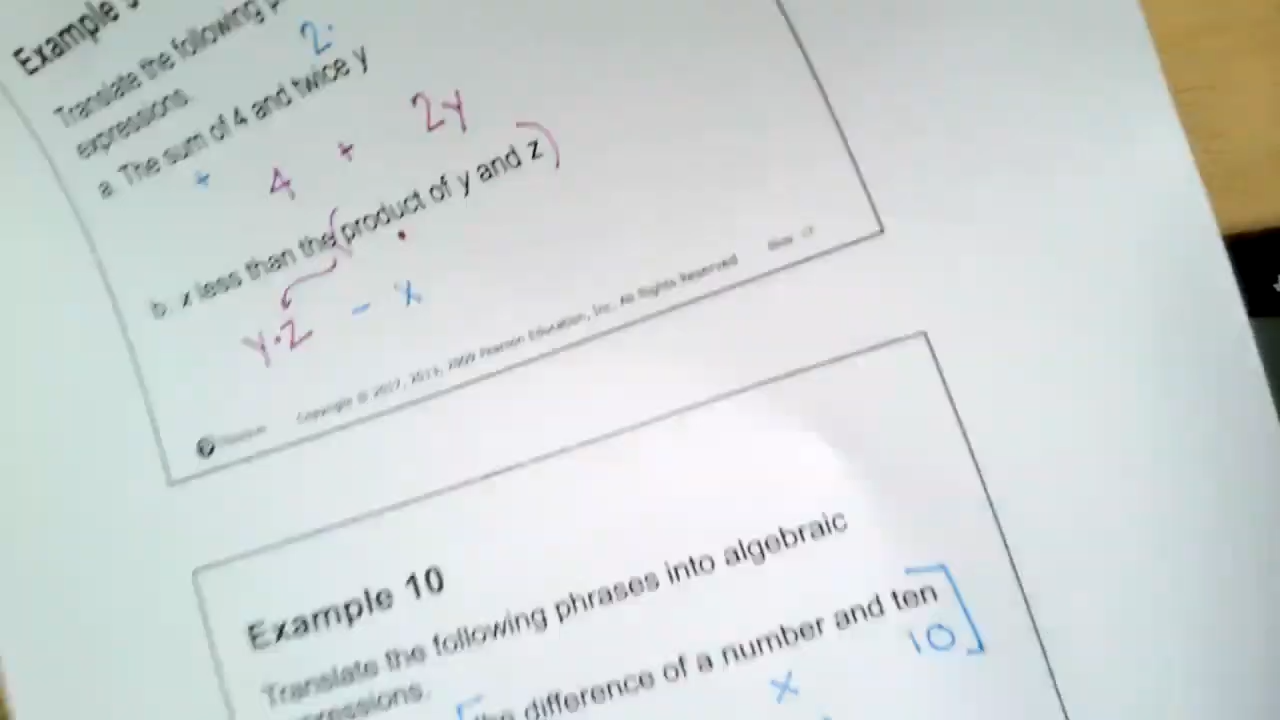 Example
Translate the following
2·
expressions.
a. The sum of 4 and twice y
+ 4 + 2y
b. x less than the (product of y and z)
·
y·z - x
Copyright © 2017, 2013, 2009 Pearson Education, Inc. All Rights Reserved
Pearson
Example 10
Translate the following phrases into algebraic
expressions.
[the difference of a number and ten]
x 10